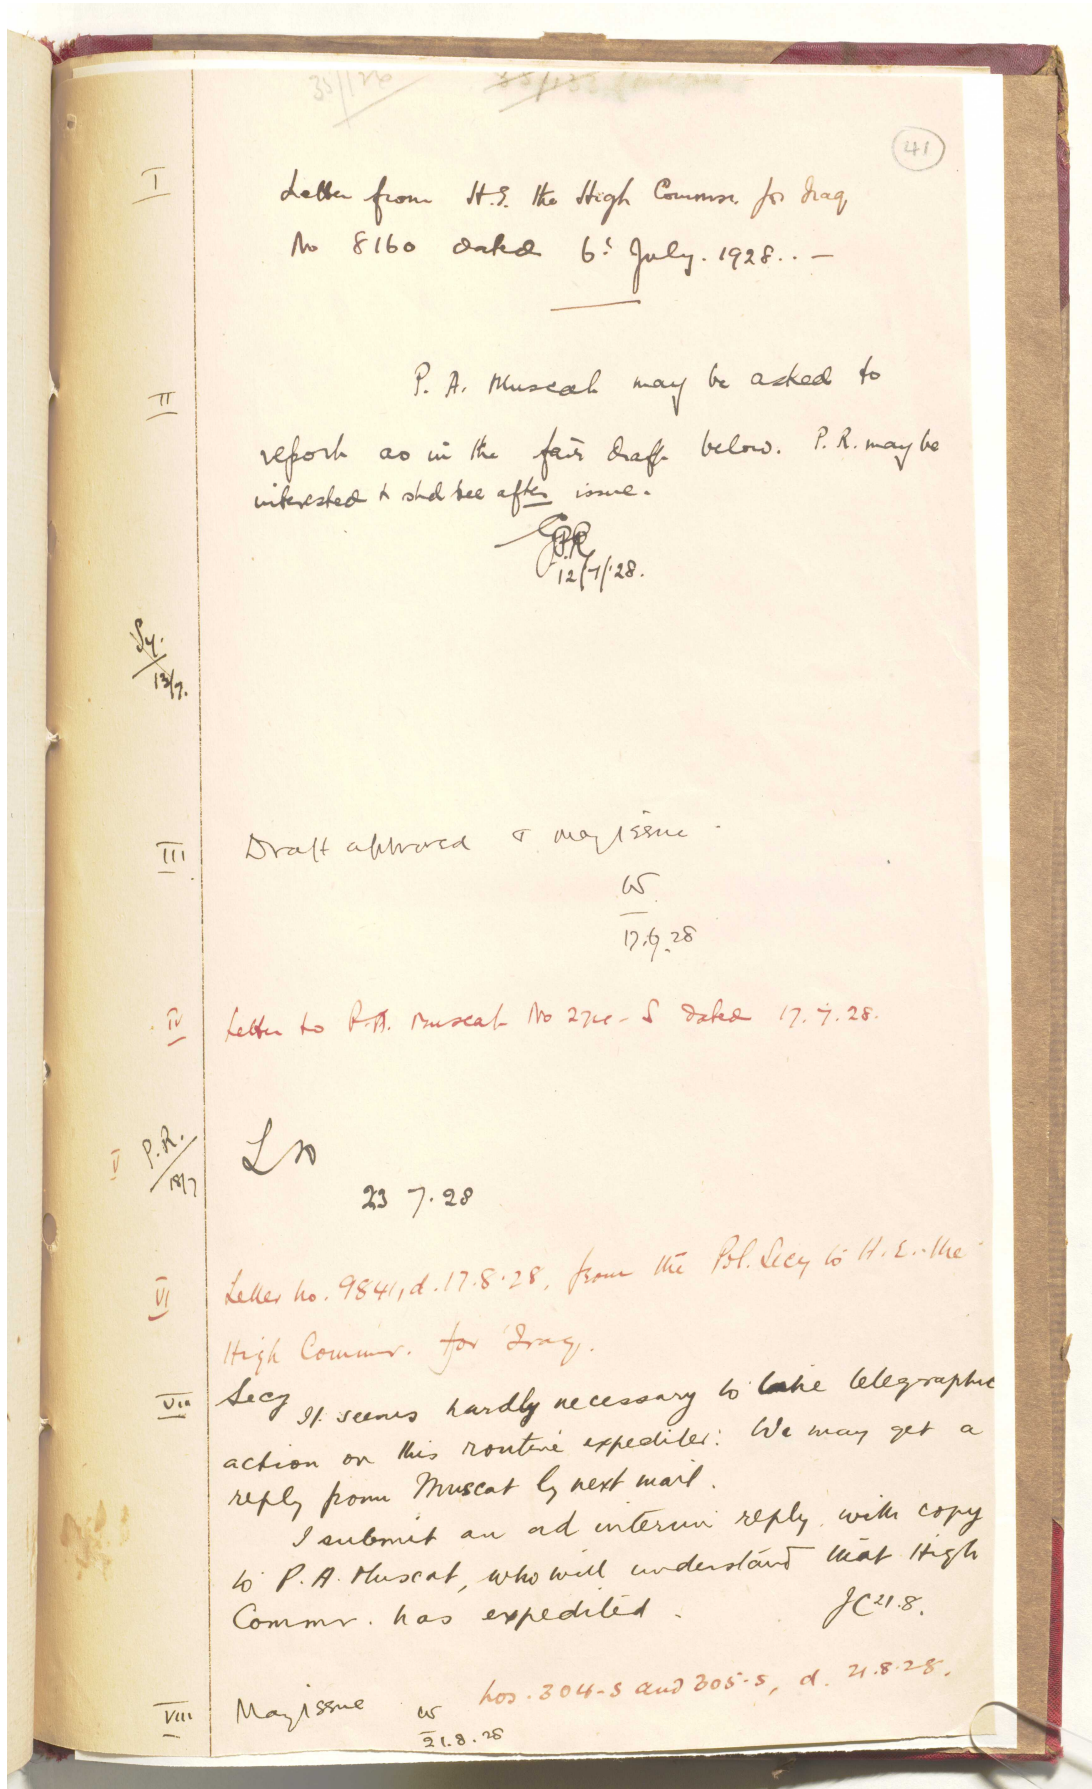 35/126
41
I
Letter from H.E. the High Commr. for Iraq
No 8160 dated 6t July. 1928.. —
II
P. A. Muscat may be asked to
report as in the fair draft below. P. R. may be
interested & shd see after issue.
12/7/28.
Sy.
13/7.
III
Draft approved & may issue.
17.7.28
IV
Letter to P.A. Muscat No dated 17.7.28.
V
P.R.
18/7
23 7.28
VI
Letter no. 9841, d. 17.8.28, from the Pol. Secy to H.E. the
High Commr. for 'Iraq.
VII
Secy
It seems hardly necessary to take telegraphic
action on this routine expediter: We may get a
reply from Muscat by next mail.
I submit an ad interim reply with copy
to P.A. Muscat, who will understand that High
Commr. has expedited.
JC 21.8.
nos. 304-S and 305-S, d. 21.8.28.
VIII
May issue
21.8.28